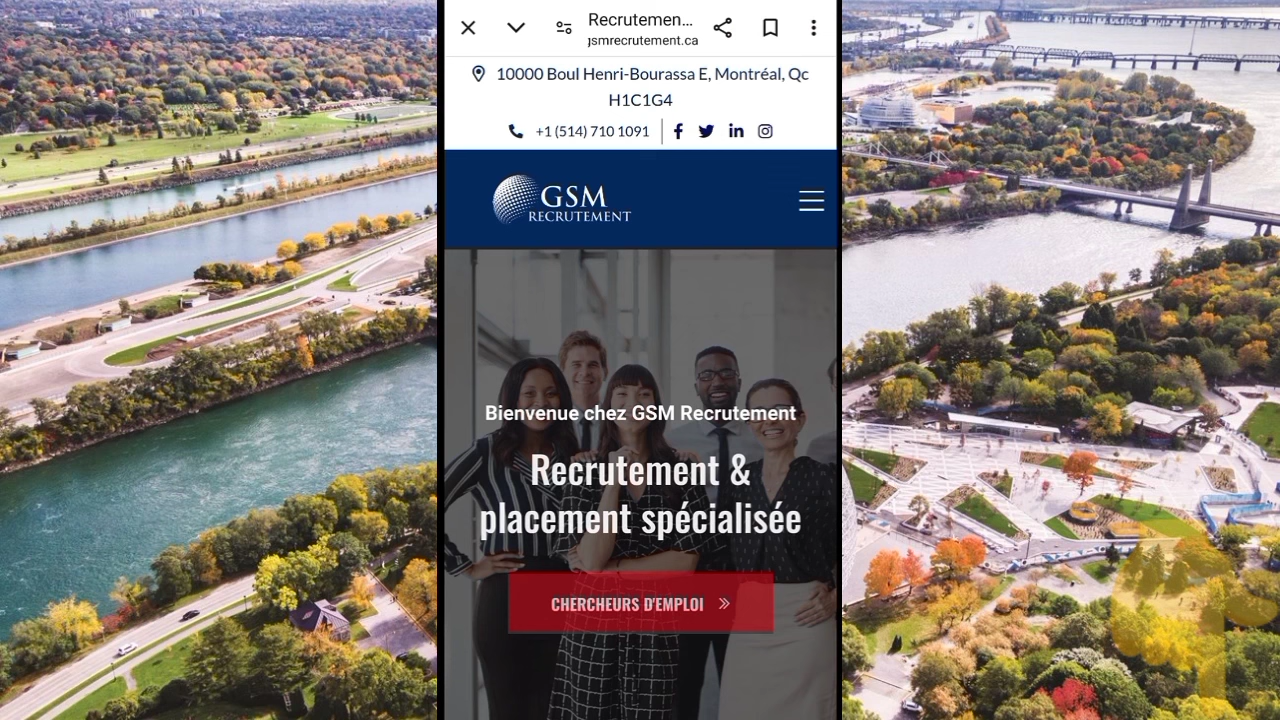 Recrutemen...
jsmrecrutement.ca
10000 Boul Henri-Bourassa E, Montréal, Qc
H1C1G4
+1 (514) 710 1091
GSM
RECRUTEMENT
Bienvenue chez GSM Recrutement
Recrutement &
placement spécialisée
CHERCHEURS D'EMPLOI